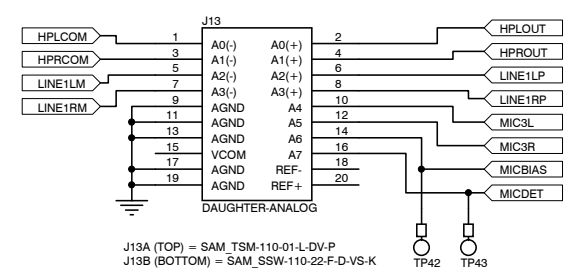 J13
HPLCOM 1 A0(-) A0(+) 2 HPLOUT
HPRCOM 3 A1(-) A1(+) 4 HPROUT
LINE1LM 5 A2(-) A2(+) 6 LINE1LP
LINE1RM 7 A3(-) A3(+) 8 LINE1RP
9 AGND A4 10 MIC3L
11 AGND A5 12 MIC3R
13 AGND A6 14 MICBIAS
15 VCOM A7 16 MICDET
17 AGND REF- 18
19 AGND REF+ 20
DAUGHTER-ANALOG
J13A (TOP) = SAM_TSM-110-01-L-DV-P
J13B (BOTTOM) = SAM_SSW-110-22-F-D-VS-K
TP42 TP43